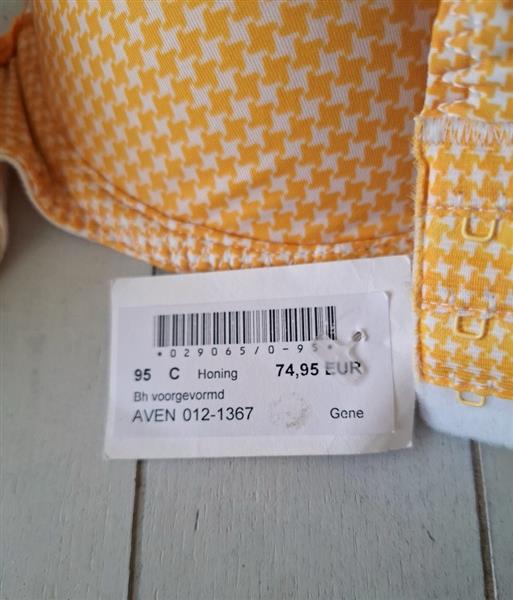 *029065/0-95*
95 C Honing 74,95 EUR
Bh voorgevormd
AVEN 012-1367 Gene